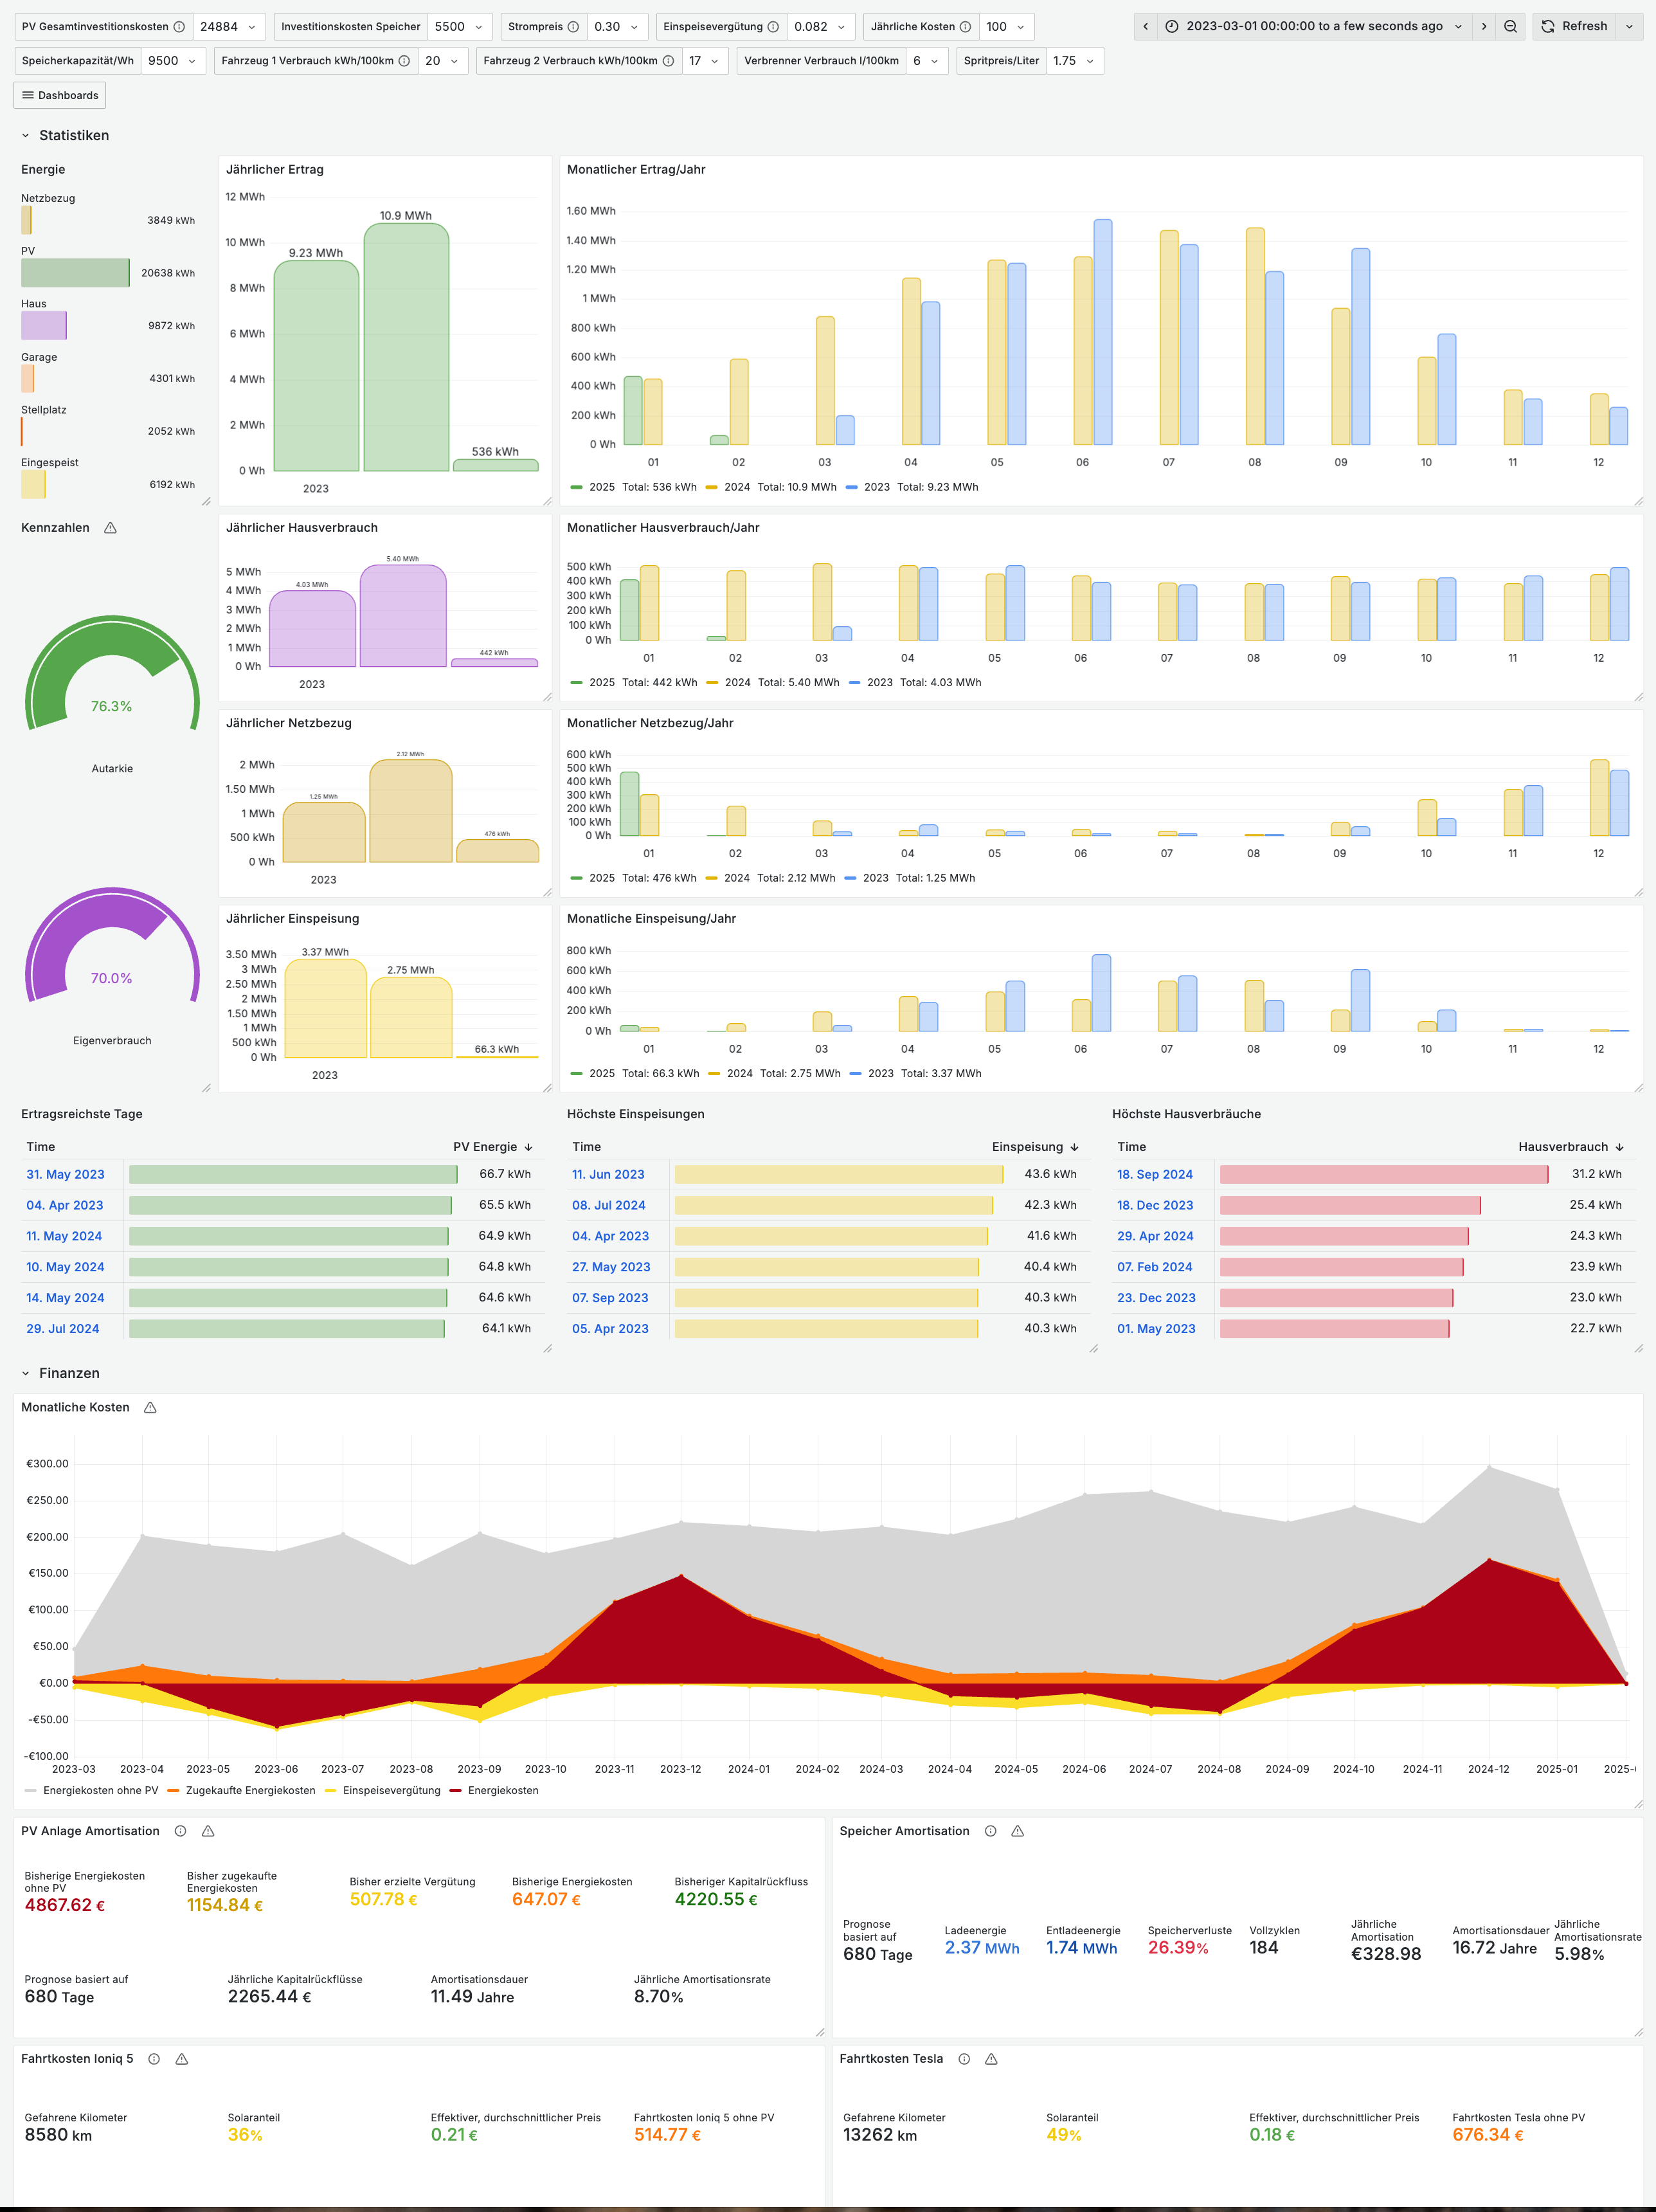 PV Gesamtinvestitionskosten 24884 Investitionskosten Speicher 5500 Strompreis 0.30 Einspeisevergütung 0.082 Jährliche Kosten 100 2023-03-01 00:00:00 to a few seconds ago Refresh
Speicherkapazität/Wh 9500 Fahrzeug 1 Verbrauch kWh/100km 20 Fahrzeug 2 Verbrauch kWh/100km 17 Verbrenner Verbrauch l/100km 6 Spritpreis/Liter 1.75
Dashboards
Statistiken
Energie
Netzbezug
3849 kWh
PV
20638 kWh
Haus
9872 kWh
Garage
4301 kWh
Stellplatz
2052 kWh
Eingespeist
6192 kWh
Jährlicher Ertrag
12 MWh
10 MWh
8 MWh
6 MWh
4 MWh
2 MWh
0 Wh
9.23 MWh
10.9 MWh
536 kWh
2023
Monatlicher Ertrag/Jahr
1.60 MWh
1.40 MWh
1.20 MWh
1 MWh
800 kWh
600 kWh
400 kWh
200 kWh
0 Wh
01 02 03 04 05 06 07 08 09 10 11 12
2025 Total: 536 kWh 2024 Total: 10.9 MWh 2023 Total: 9.23 MWh
Kennzahlen
76.3%
Autarkie
70.0%
Eigenverbrauch
Jährlicher Hausverbrauch
5 MWh
4 MWh
3 MWh
2 MWh
1 MWh
0 Wh
4.03 MWh
5.40 MWh
442 kWh
2023
Monatlicher Hausverbrauch/Jahr
500 kWh
400 kWh
300 kWh
200 kWh
100 kWh
0 Wh
01 02 03 04 05 06 07 08 09 10 11 12
2025 Total: 442 kWh 2024 Total: 5.40 MWh 2023 Total: 4.03 MWh
Jährlicher Netzbezug
2 MWh
1.50 MWh
1 MWh
500 kWh
0 Wh
1.25 MWh
2.12 MWh
476 kWh
2023
Monatlicher Netzbezug/Jahr
600 kWh
500 kWh
400 kWh
300 kWh
200 kWh
100 kWh
0 Wh
01 02 03 04 05 06 07 08 09 10 11 12
2025 Total: 476 kWh 2024 Total: 2.12 MWh 2023 Total: 1.25 MWh
Jährlicher Einspeisung
3.50 MWh
3 MWh
2.50 MWh
2 MWh
1.50 MWh
1 MWh
500 kWh
0 Wh
3.37 MWh
2.75 MWh
66.3 kWh
2023
Monatliche Einspeisung/Jahr
800 kWh
600 kWh
400 kWh
200 kWh
0 Wh
01 02 03 04 05 06 07 08 09 10 11 12
2025 Total: 66.3 kWh 2024 Total: 2.75 MWh 2023 Total: 3.37 MWh
Ertragsreichste Tage
Time PV Energie
31. May 2023 66.7 kWh
04. Apr 2023 65.5 kWh
11. May 2024 64.9 kWh
10. May 2024 64.8 kWh
14. May 2024 64.6 kWh
29. Jul 2024 64.1 kWh
Höchste Einspeisungen
Time Einspeisung
11. Jun 2023 43.6 kWh
08. Jul 2024 42.3 kWh
04. Apr 2023 41.6 kWh
27. May 2023 40.4 kWh
07. Sep 2023 40.3 kWh
05. Apr 2023 40.3 kWh
Höchste Hausverbräuche
Time Hausverbrauch
18. Sep 2024 31.2 kWh
18. Dec 2023 25.4 kWh
29. Apr 2024 24.3 kWh
07. Feb 2024 23.9 kWh
23. Dec 2023 23.0 kWh
01. May 2023 22.7 kWh
Finanzen
Monatliche Kosten
€300.00
€250.00
€200.00
€150.00
€100.00
€50.00
€0.00
-€50.00
-€100.00
2023-03 2023-04 2023-05 2023-06 2023-07 2023-08 2023-09 2023-10 2023-11 2023-12 2024-01 2024-02 2024-03 2024-04 2024-05 2024-06 2024-07 2024-08 2024-09 2024-10 2024-11 2024-12 2025-01 2025-
Energiekosten ohne PV Zugekaufte Energiekosten Einspeisevergütung Energiekosten
PV Anlage Amortisation
Bisherige Energiekosten
ohne PV
4867.62 €
Bisher zugekaufte
Energiekosten
1154.84 €
Bisher erzielte Vergütung
507.78 €
Bisherige Energiekosten
647.07 €
Bisheriger Kapitalrückfluss
4220.55 €
Prognose basiert auf
680 Tage
Jährliche Kapitalrückflüsse
2265.44 €
Amortisationsdauer
11.49 Jahre
Jährliche Amortisationsrate
8.70%
Speicher Amortisation
Prognose
basiert auf
680 Tage
Ladeenergie
2.37 MWh
Entladeenergie
1.74 MWh
Speicherverluste
26.39%
Vollzyklen
184
Jährliche
Amortisation
€328.98
Amortisationsdauer
16.72 Jahre
Jährliche
Amortisationsrate
5.98%
Fahrtkosten Ioniq 5
Gefahrene Kilometer
8580 km
Solaranteil
36%
Effektiver, durchschnittlicher Preis
0.21 €
Fahrtkosten Ioniq 5 ohne PV
514.77 €
Fahrtkosten Tesla
Gefahrene Kilometer
13262 km
Solaranteil
49%
Effektiver, durchschnittlicher Preis
0.18 €
Fahrtkosten Tesla ohne PV
676.34 €